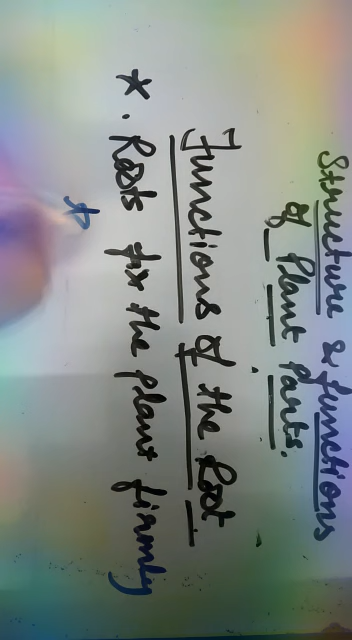 Structure & functions
of Plant Parts.
Functions of the Root
* . Roots fix the plant firmly
*